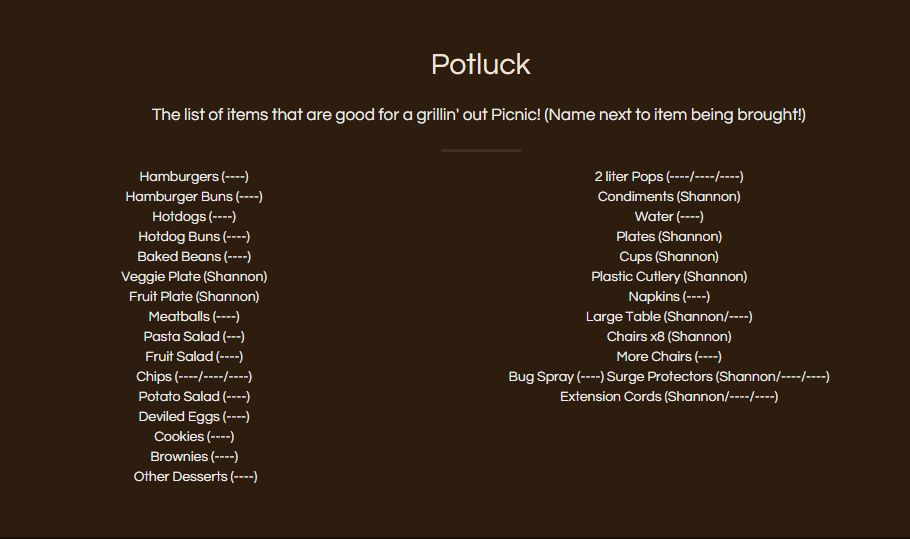 Potluck
The list of items that are good for a grillin' out Picnic! (Name next to item being brought!)
Hamburgers (----)
Hamburger Buns (----)
Hotdogs (----)
Hotdog Buns (----)
Baked Beans (----)
Veggie Plate (Shannon)
Fruit Plate (Shannon)
Meatballs (----)
Pasta Salad (---)
Fruit Salad (----)
Chips (----/----/----)
Potato Salad (----)
Deviled Eggs (----)
Cookies (----)
Brownies (----)
Other Desserts (----)
2 liter Pops (----/----/----)
Condiments (Shannon)
Water (----)
Plates (Shannon)
Cups (Shannon)
Plastic Cutlery (Shannon)
Napkins (----)
Large Table (Shannon/----)
Chairs x8 (Shannon)
More Chairs (----)
Bug Spray (----) Surge Protectors (Shannon/----/----)
Extension Cords (Shannon/----/----)